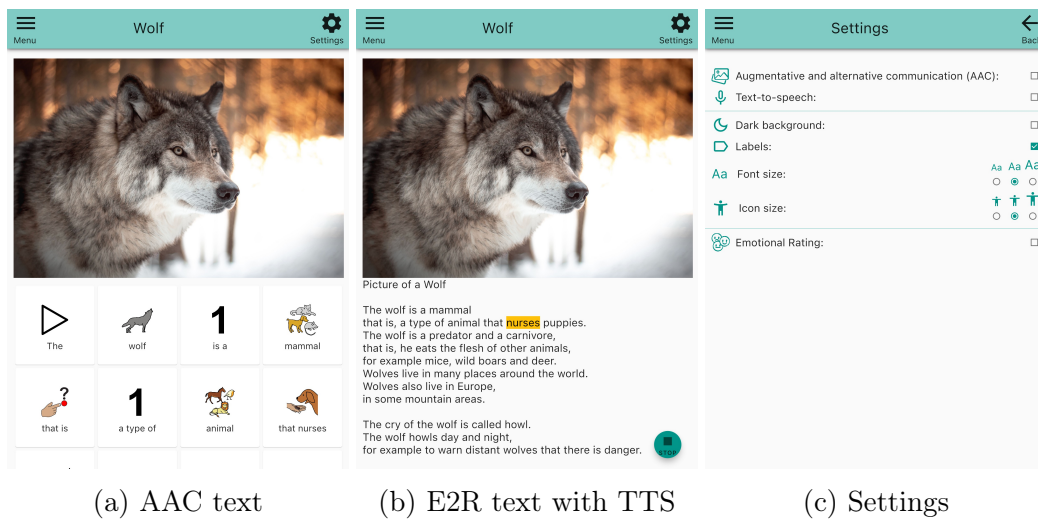 Wolf
Menu
Settings
The
wolf
is a
mammal
1
that is
a type of
animal
that nurses
?
1
Wolf
Menu
Settings
Picture of a Wolf
The wolf is a mammal
that is, a type of animal that nurses puppies.
The wolf is a predator and a carnivore,
that is, he eats the flesh of other animals,
for example mice, wild boars and deer.
Wolves live in many places around the world.
Wolves also live in Europe,
in some mountain areas.
The cry of the wolf is called howl.
The wolf howls day and night,
for example to warn distant wolves that there is danger.
STOP
Settings
Menu
Back
Augmentative and alternative communication (AAC):
Text-to-speech:
Dark background:
Labels:
Aa Font size: Aa Aa Aa
Icon size:
Emotional Rating:
(a) AAC text
(b) E2R text with TTS
(c) Settings